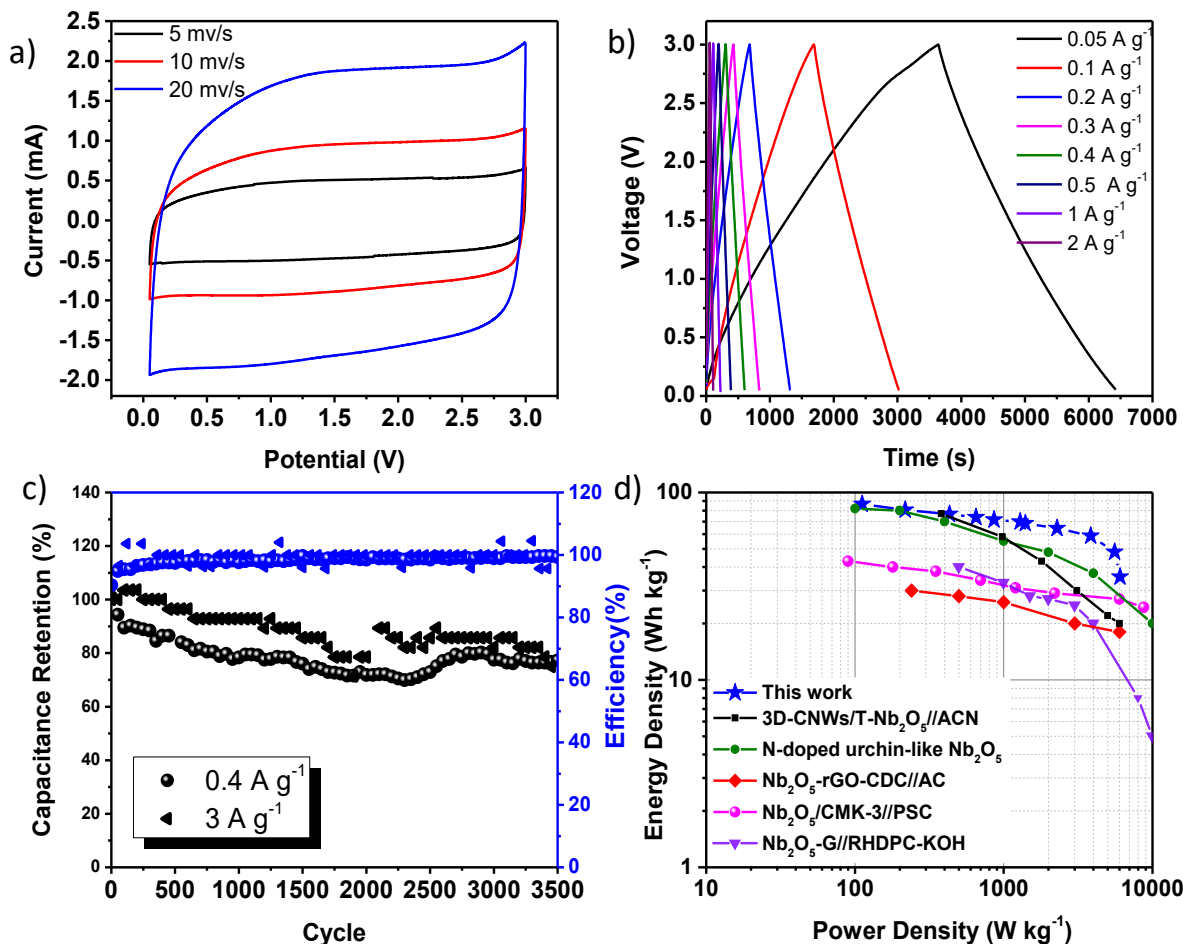 a)
5 mv/s
10 mv/s
20 mv/s
2.5
2.0
1.5
1.0
0.5
0.0
-0.5
-1.0
-1.5
-2.0
Current (mA)
0.0 0.5 1.0 1.5 2.0 2.5 3.0
Potential (V)
b)
0.05 A g⁻¹
0.1 A g⁻¹
0.2 A g⁻¹
0.3 A g⁻¹
0.4 A g⁻¹
0.5 A g⁻¹
1 A g⁻¹
2 A g⁻¹
3.0
2.5
2.0
1.5
1.0
0.5
0.0
Voltage (V)
0 1000 2000 3000 4000 5000 6000 7000
Time (s)
c)
140
120
100
80
60
40
20
0
Capacitance Retention (%)
120
100
80
60
40
20
0
Efficiency(%)
0.4 A g⁻¹
3 A g⁻¹
0 500 1000 1500 2000 2500 3000 3500
Cycle
d)
100
10
1
Energy Density (Wh kg⁻¹)
This work
3D-CNWs/T-Nb₂O₅//ACN
N-doped urchin-like Nb₂O₅
Nb₂O₅-rGO-CDC//AC
Nb₂O₅/CMK-3//PSC
Nb₂O₅-G//RHDPC-KOH
10 100 1000 10000
Power Density (W kg⁻¹)